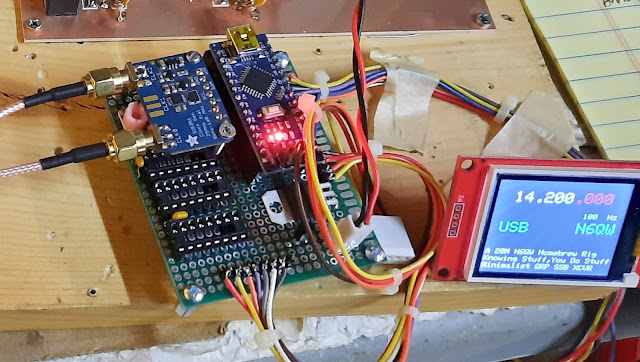 14.200.000
100 Hz
USB N6QW
A 20M N6QW Homebrew Rig
Knowing Stuff,You Do Stuff
Minimalist QRP SSB XCVR